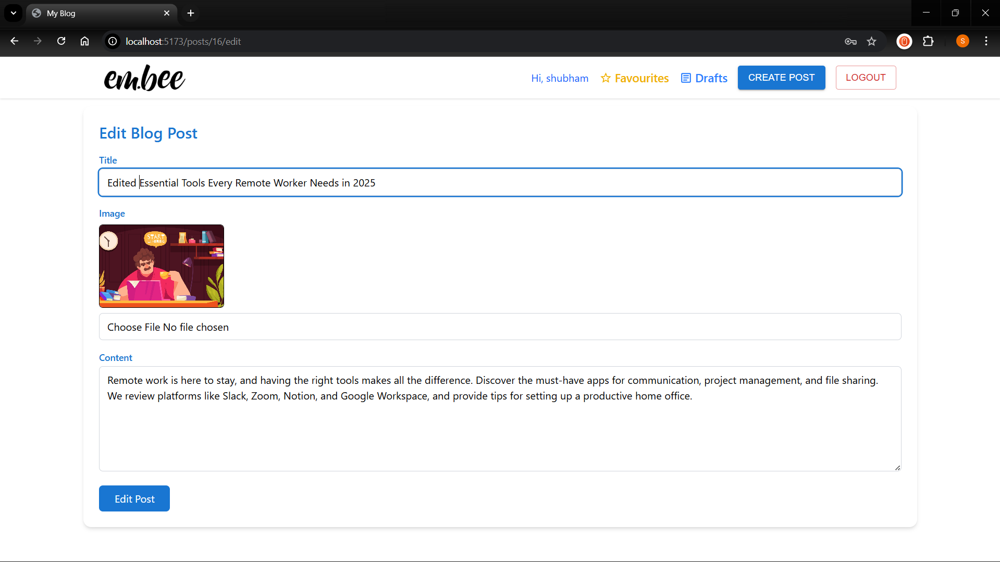 My Blog
localhost:5173/posts/16/edit
S
em.bee
Hi, shubham
Favourites
Drafts
CREATE POST
LOGOUT
Edit Blog Post
Title
Edited Essential Tools Every Remote Worker Needs in 2025
Image
START
Choose File No file chosen
Content
Remote work is here to stay, and having the right tools makes all the difference. Discover the must-have apps for communication, project management, and file sharing.
We review platforms like Slack, Zoom, Notion, and Google Workspace, and provide tips for setting up a productive home office.
Edit Post